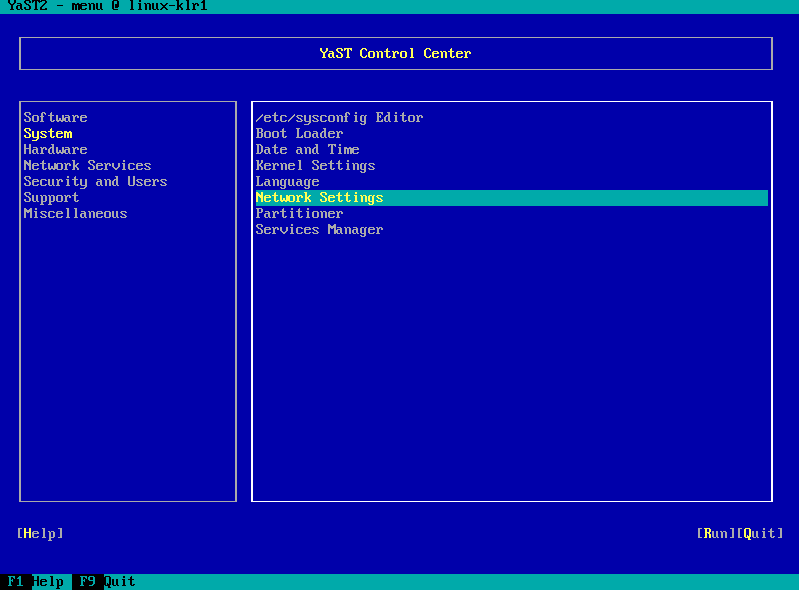 YaST2 - menu @ linux-klr1
YaST Control Center
Software
System
Hardware
Network Services
Security and Users
Support
Miscellaneous
/etc/sysconfig Editor
Boot Loader
Date and Time
Kernel Settings
Language
Network Settings
Partitioner
Services Manager
[Help]
[Run][Quit]
F1 Help F9 Quit